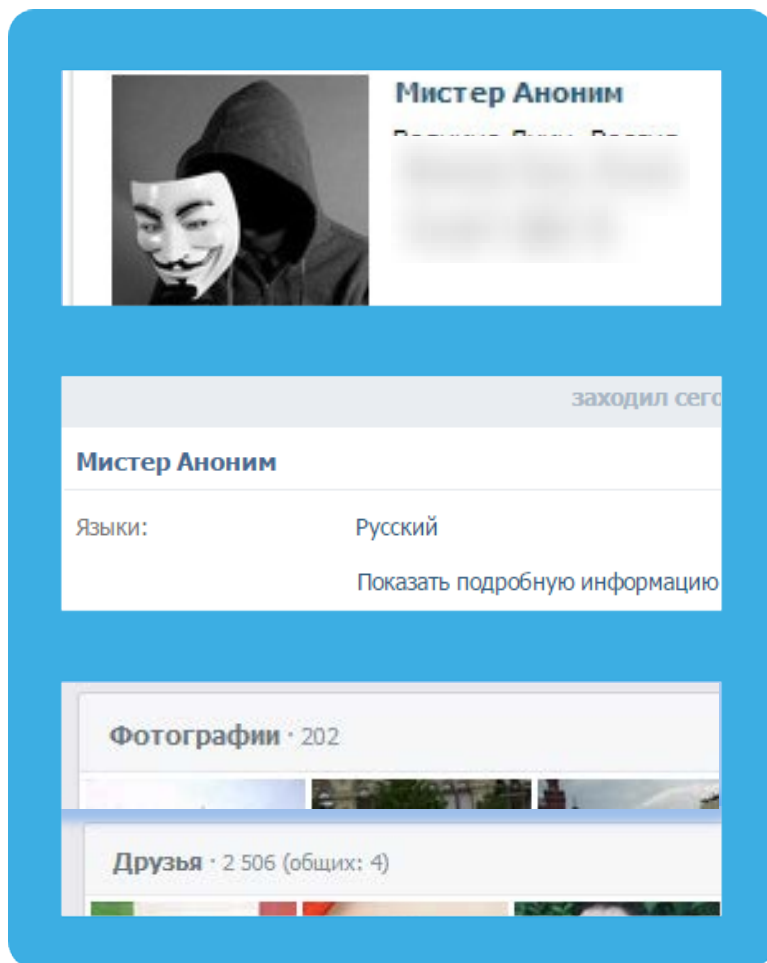 Мистер Аноним
заходил сего
Мистер Аноним
Языки: Русский
Показать подробную информацию
Фотографии · 202
Друзья · 2 506 (общих: 4)